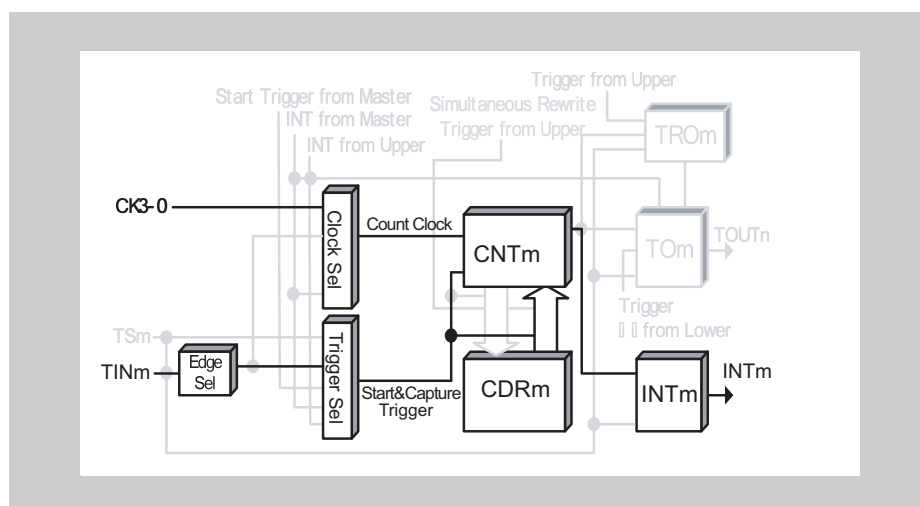 Trigger from Upper
Start Trigger from Master
Simultaneous Rewrite
INT from Master
Trigger from Upper
TROm
INT from Upper
CK3-0
Clock Sel
Count Clock
CNTm
TOm
TOUTn
Trigger
from Lower
TSm
TINm
Edge
Sel
Trigger Sel
Start&Capture
Trigger
CDRm
INTm
INTm